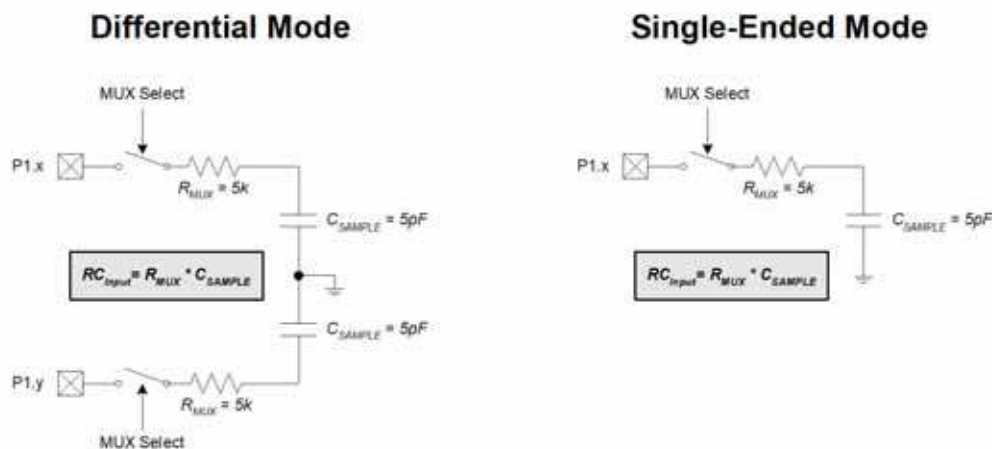 Differential Mode
MUX Select
P1.x
R_MUX = 5k
C_SAMPLE = 5pF
RC_Input = R_MUX * C_SAMPLE
C_SAMPLE = 5pF
P1.y
R_MUX = 5k
MUX Select
Single-Ended Mode
MUX Select
P1.x
R_MUX = 5k
C_SAMPLE = 5pF
RC_Input = R_MUX * C_SAMPLE